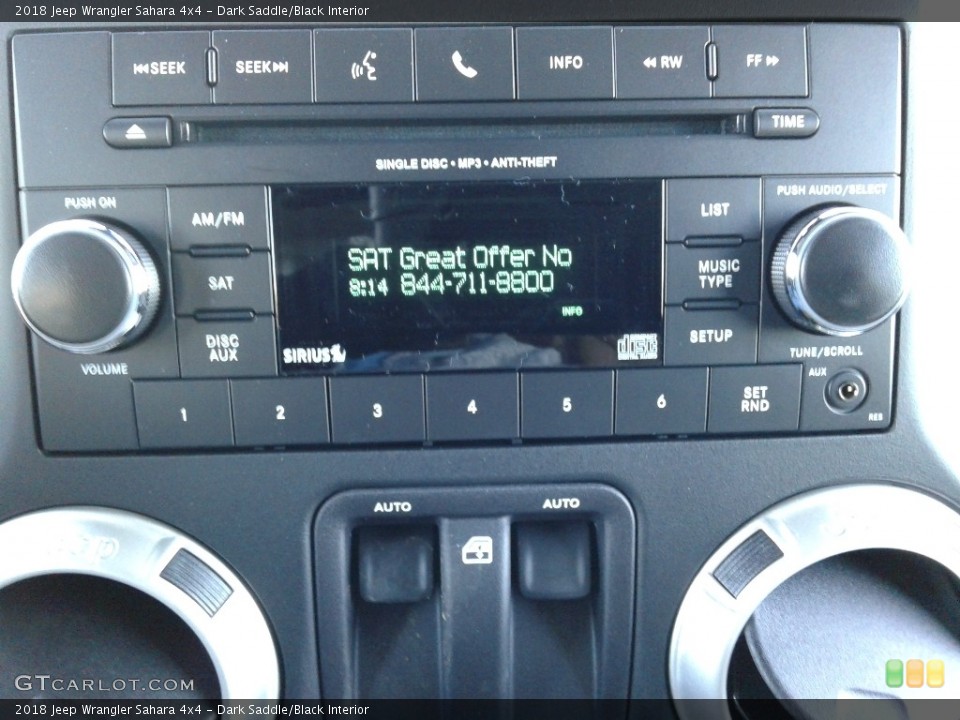 2018 Jeep Wrangler Sahara 4x4 - Dark Saddle/Black Interior
SEEK SEEK INFO RW FF
TIME
SINGLE DISC • MP3 • ANTI-THEFT
PUSH ON
PUSH AUDIO/SELECT
AM/FM
LIST
SAT Great Offer No
8:14 844-711-8800
SAT
MUSIC
TYPE
INFO
DISC
AUX
SETUP
SIRIUS
disc
VOLUME
TUNE/SCROLL
AUX
1 2 3 4 5 6
SET
RND
RES
AUTO AUTO
GTCARLOT.COM
2018 Jeep Wrangler Sahara 4x4 - Dark Saddle/Black Interior